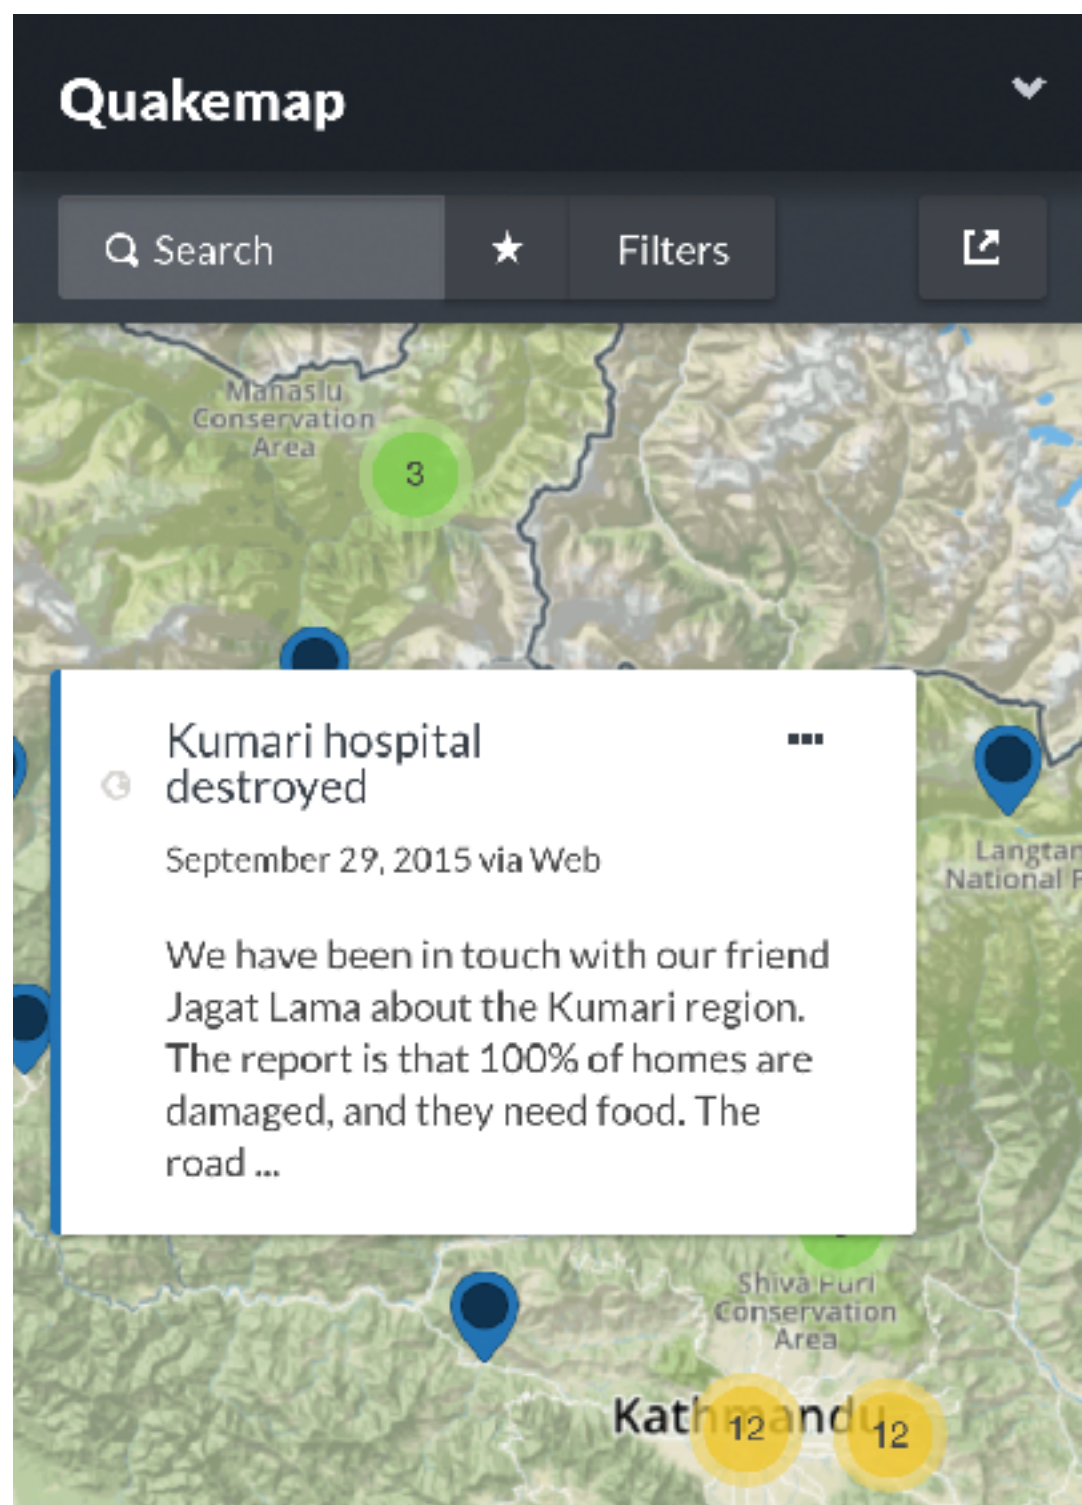 Quakemap
Search
Filters
Manaslu
Conservation
Area
3
Kumari hospital
destroyed
September 29, 2015 via Web
We have been in touch with our friend
Jagat Lama about the Kumari region.
The report is that 100% of homes are
damaged, and they need food. The
road ...
Langtan
National P
Shiva Puri
Conservation
Area
Kathmandu
12
12